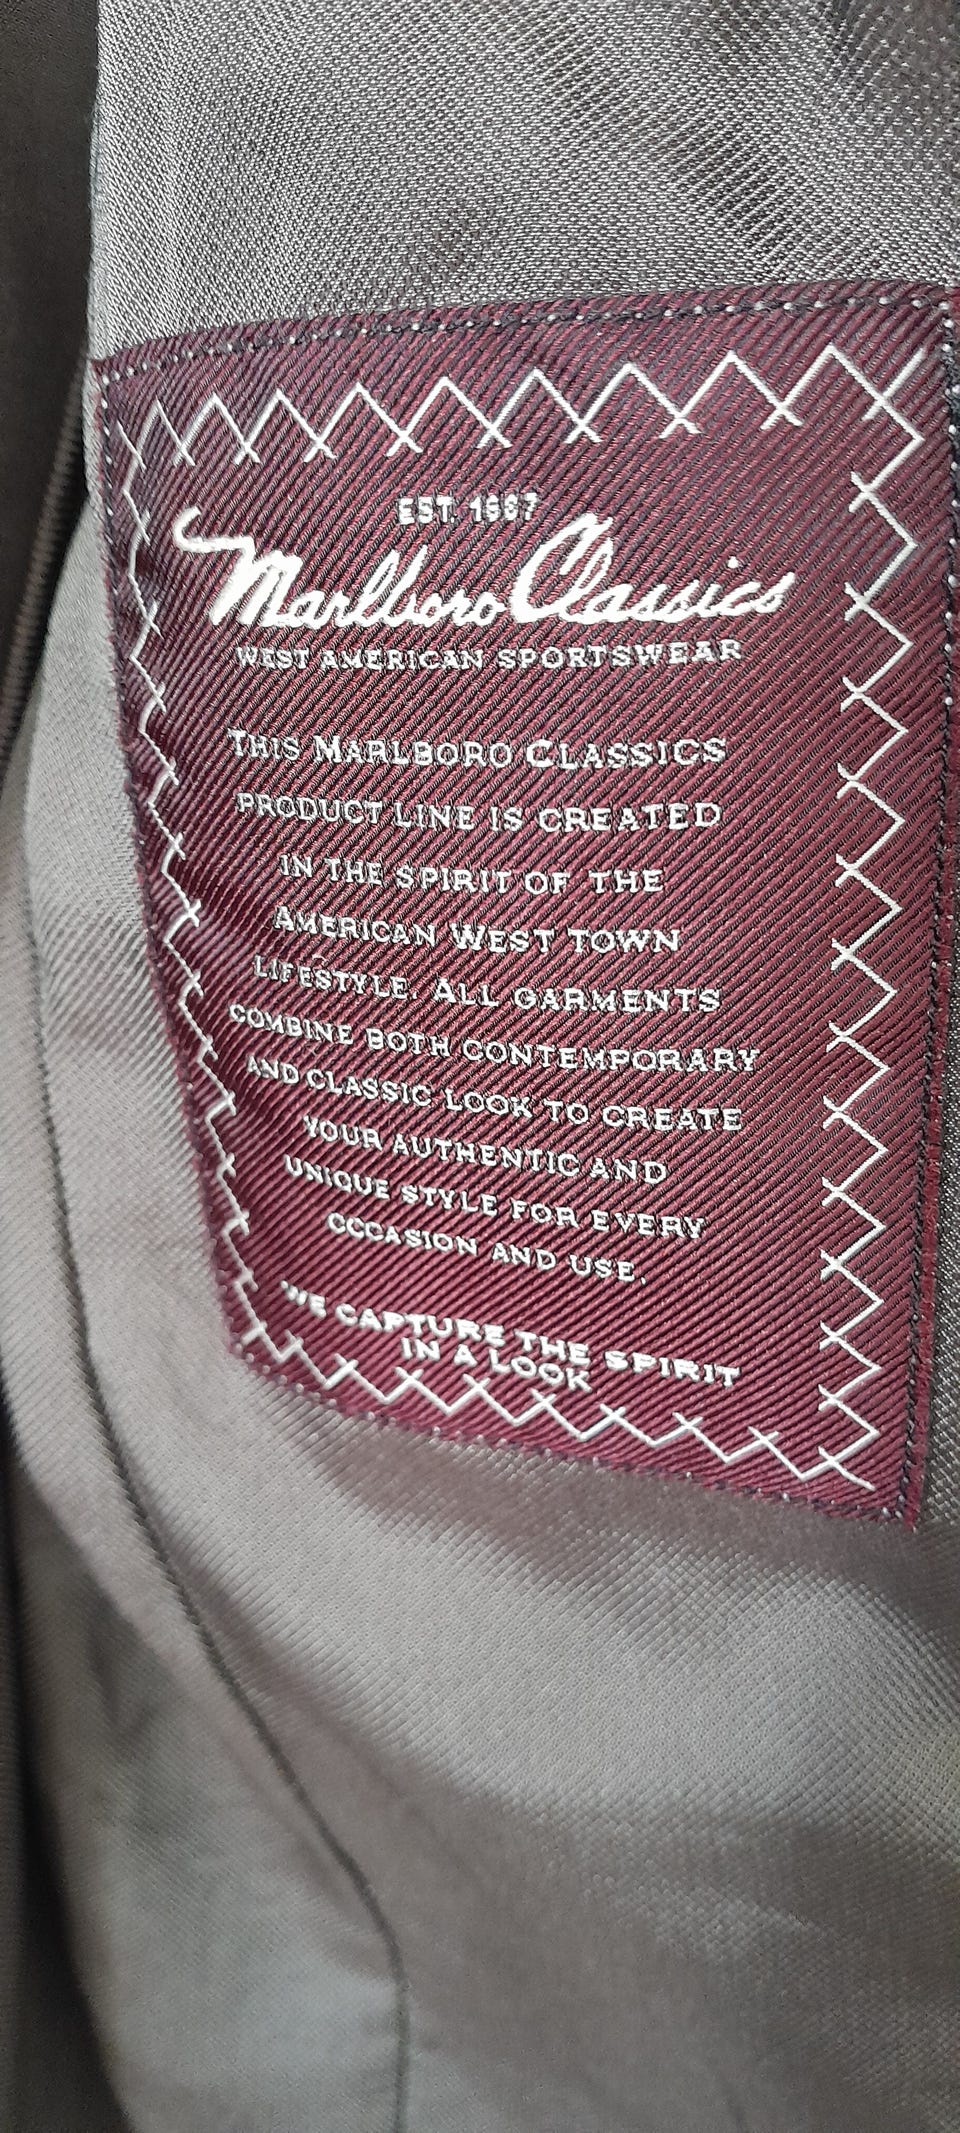 EST. 1987
Marlboro Classics
WEST AMERICAN SPORTSWEAR
THIS MARLBORO CLASSICS
PRODUCT LINE IS CREATED
IN THE SPIRIT OF THE
AMERICAN WEST TOWN
LIFESTYLE. ALL GARMENTS
COMBINE BOTH CONTEMPORARY
AND CLASSIC LOOK TO CREATE
YOUR AUTHENTIC AND
UNIQUE STYLE FOR EVERY
OCCASION AND USE.
WE CAPTURE THE SPIRIT
IN A LOOK